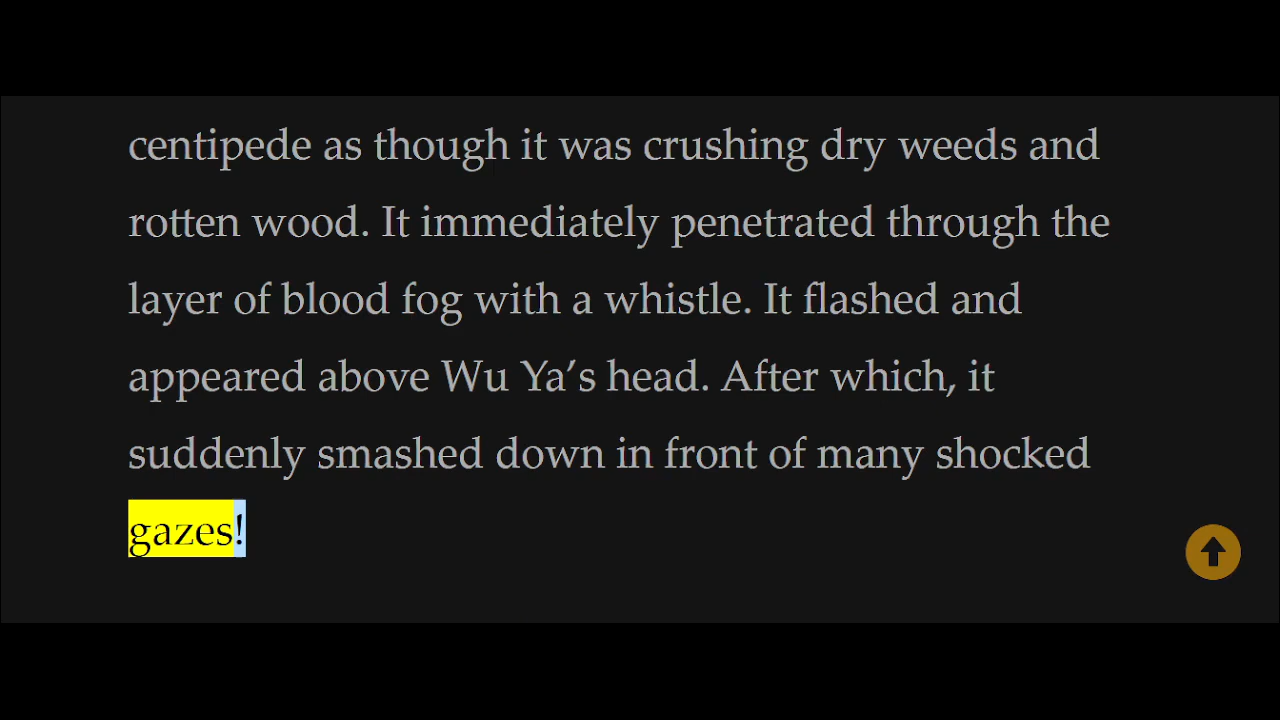 centipede as though it was crushing dry weeds and
rotten wood. It immediately penetrated through the
layer of blood fog with a whistle. It flashed and
appeared above Wu Ya’s head. After which, it
suddenly smashed down in front of many shocked
gazes!